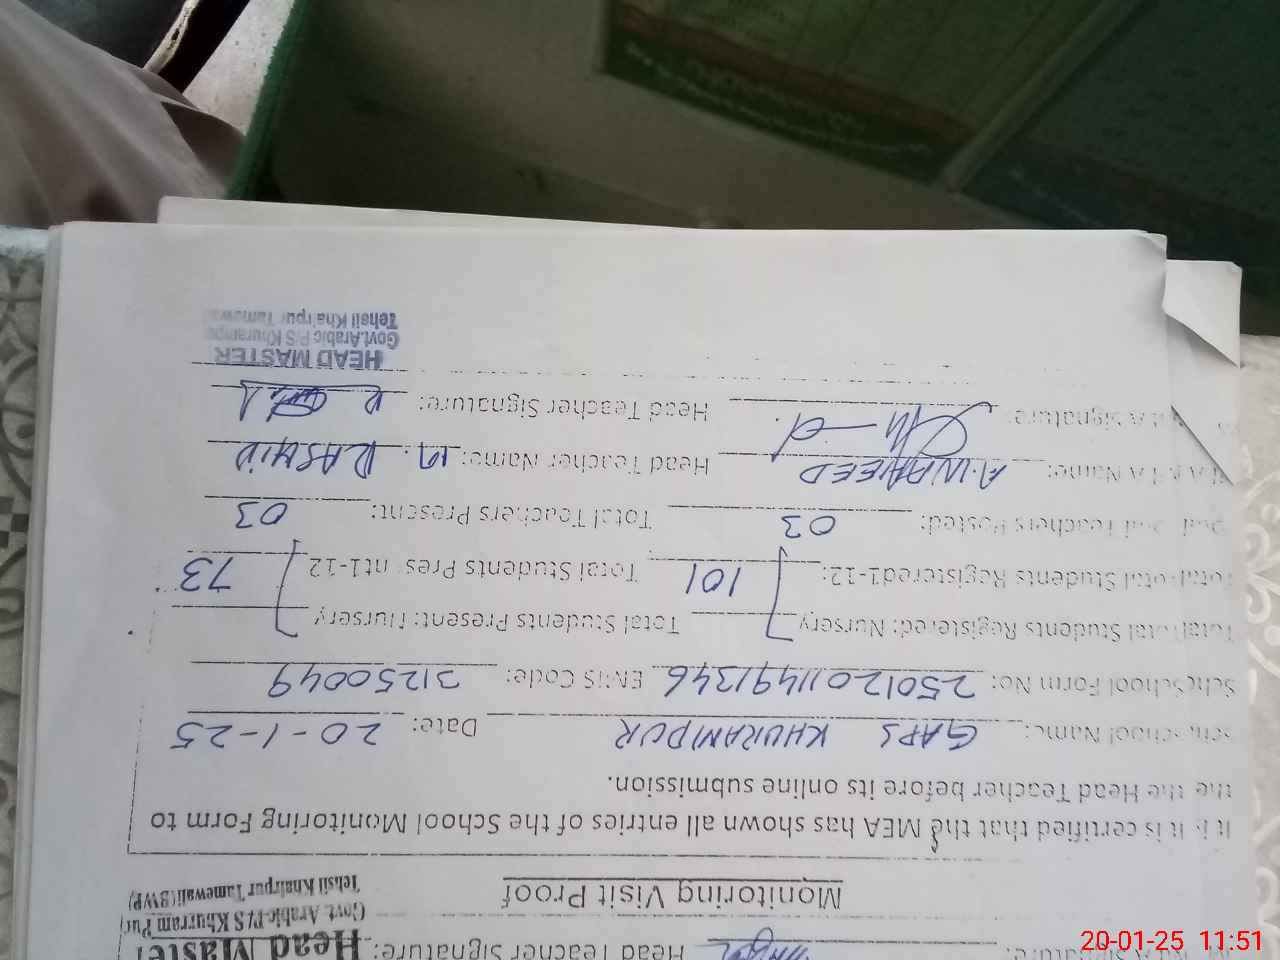 Head Teacher Signature:
Head Master
Govt. Arabic P/S Khurram Pur
Tehsil Khairpur Tamewali (BWP)
Monitoring Visit Proof
It is certified that the MEA has shown all entries of the School Monitoring Form to
the Head Teacher before its online submission.
School Name: GAPS KHURAMPUR Date: 20-1-25
School Form No: 2501201149 1346 EMIS Code: 31250049
Total Students Registered: Nursery Total Students Present: Nursery
Total Students Registered1-12: 101 Total Students Present1-12 73
Total Teachers Posted: 03 Total Teachers Present: 03
MEA Name: A.WAHEED Head Teacher Name: M. RASHID
MEA Signature: Head Teacher Signature:
HEAD MASTER
Govt.Arabic P/S Khurampur
Tehsil Khairpur Tamewali
20-01-25 11:51